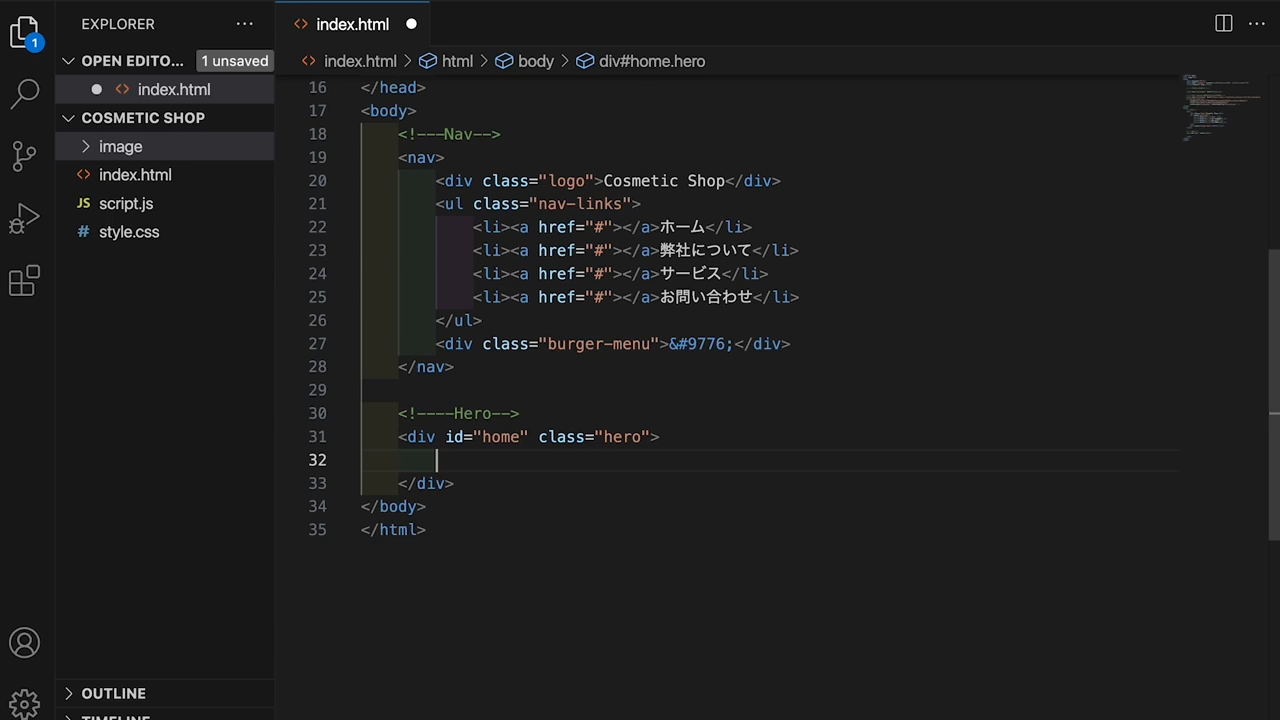 EXPLORER
OPEN EDITO... 1 unsaved
index.html
COSMETIC SHOP
image
index.html
JS script.js
# style.css
OUTLINE
1
index.html
index.html > html > body > div#home.hero
16 </head>
17 <body>
18 <!---Nav-->
19 <nav>
20 <div class="logo">Cosmetic Shop</div>
21 <ul class="nav-links">
22 <li><a href="#"></a>ホーム</li>
23 <li><a href="#"></a>弊社について</li>
24 <li><a href="#"></a>サービス</li>
25 <li><a href="#"></a>お問い合わせ</li>
26 </ul>
27 <div class="burger-menu">&#9776;</div>
28 </nav>
29
30 <!----Hero-->
31 <div id="home" class="hero">
32
33 </div>
34 </body>
35 </html>